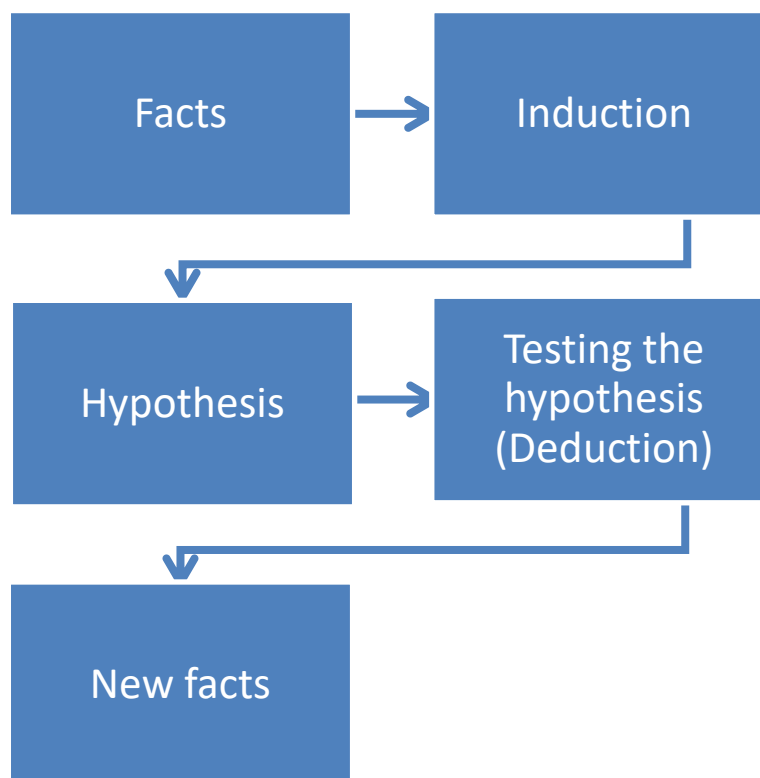 Facts
Induction
Hypothesis
Testing the
hypothesis
(Deduction)
New facts